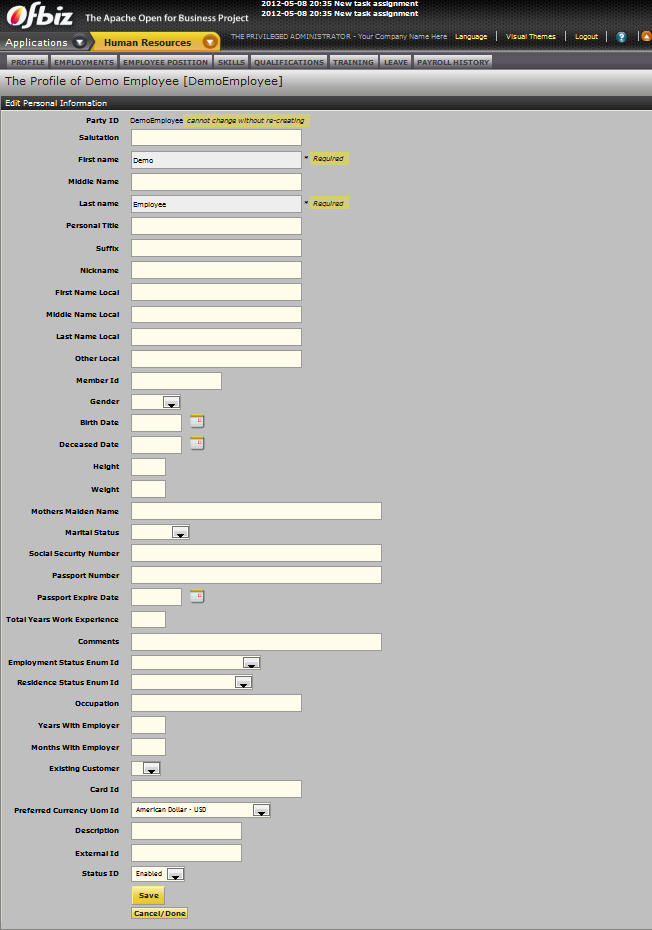 2012-05-08 20:35 New task assignment
2012-05-08 20:35 New task assignment
Ofbiz The Apache Open for Business Project
Applications Human Resources THE PRIVILEGED ADMINISTRATOR - Your Company Name Here Language Visual Themes Logout ?
PROFILE EMPLOYMENTS EMPLOYEE POSITION SKILLS QUALIFICATIONS TRAINING LEAVE PAYROLL HISTORY
The Profile of Demo Employee [DemoEmployee]
Edit Personal Information
Party ID DemoEmployee cannot change without re-creating
Salutation
First name Demo * Required
Middle Name
Last name Employee * Required
Personal Title
Suffix
Nickname
First Name Local
Middle Name Local
Last Name Local
Other Local
Member Id
Gender
Birth Date
Deceased Date
Height
Weight
Mothers Maiden Name
Marital Status
Social Security Number
Passport Number
Passport Expire Date
Total Years Work Experience
Comments
Employment Status Enum Id
Residence Status Enum Id
Occupation
Years With Employer
Months With Employer
Existing Customer
Card Id
Preferred Currency Uom Id American Dollar - USD
Description
External Id
Status ID Enabled
Save
Cancel/Done